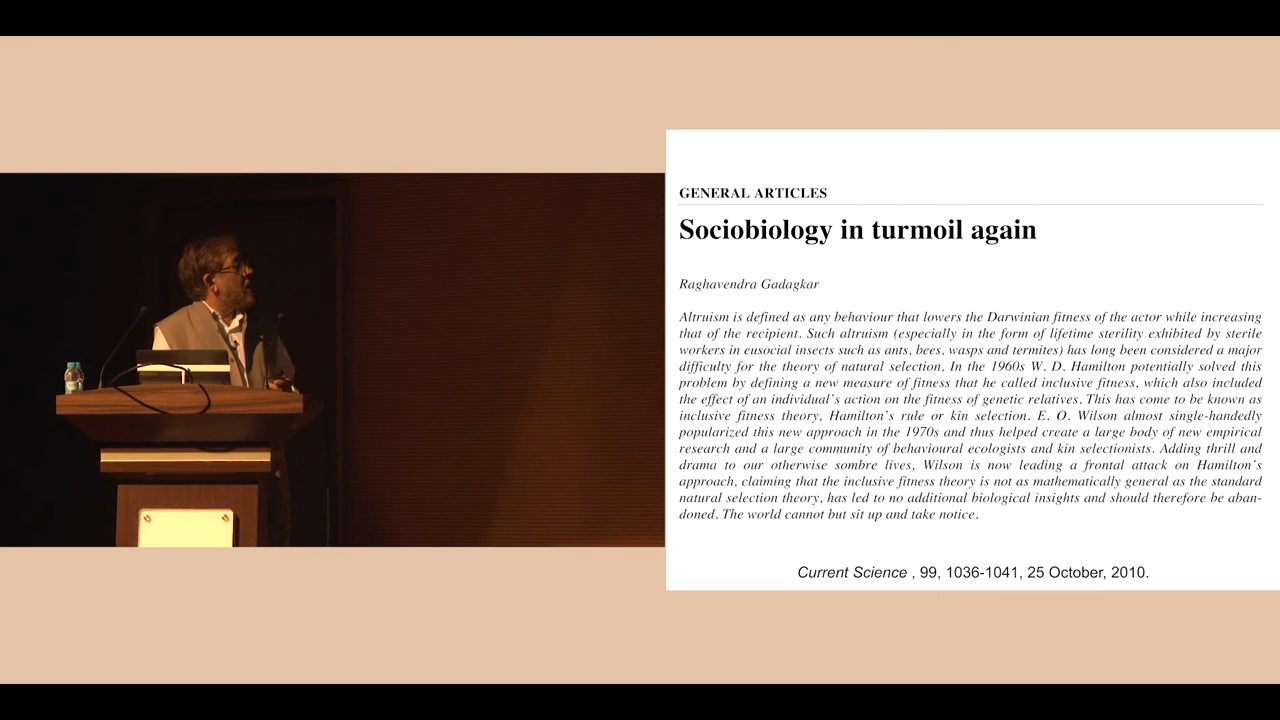 GENERAL ARTICLES
Sociobiology in turmoil again
Raghavendra Gadagkar
Altruism is defined as any behaviour that lowers the Darwinian fitness of the actor while increasing
that of the recipient. Such altruism (especially in the form of lifetime sterility exhibited by sterile
workers in eusocial insects such as ants, bees, wasps and termites) has long been considered a major
difficulty for the theory of natural selection. In the 1960s W. D. Hamilton potentially solved this
problem by defining a new measure of fitness that he called inclusive fitness, which also included
the effect of an individual's action on the fitness of genetic relatives. This has come to be known as
inclusive fitness theory, Hamilton's rule or kin selection. E. O. Wilson almost single-handedly
popularized this new approach in the 1970s and thus helped create a large body of new empirical
research and a large community of behavioural ecologists and kin selectionists. Adding thrill and
drama to our otherwise sombre lives, Wilson is now leading a frontal attack on Hamilton's
approach, claiming that the inclusive fitness theory is not as mathematically general as the standard
natural selection theory, has led to no additional biological insights and should therefore be aban-
doned. The world cannot but sit up and take notice.
Current Science , 99, 1036-1041, 25 October, 2010.